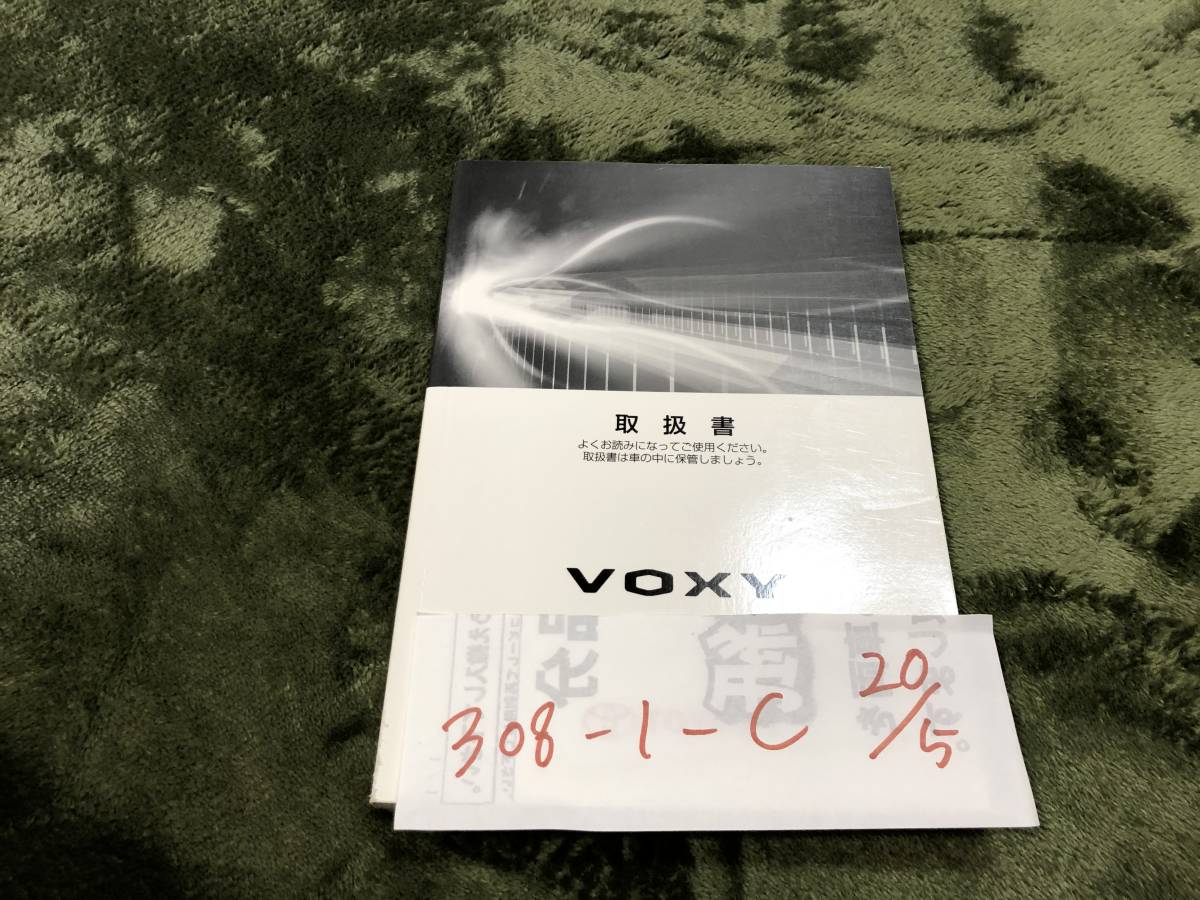 取扱書
よくお読みになってご使用ください。
取扱書は車の中に保管しましょう。
VOXY
308-1-C 20/5